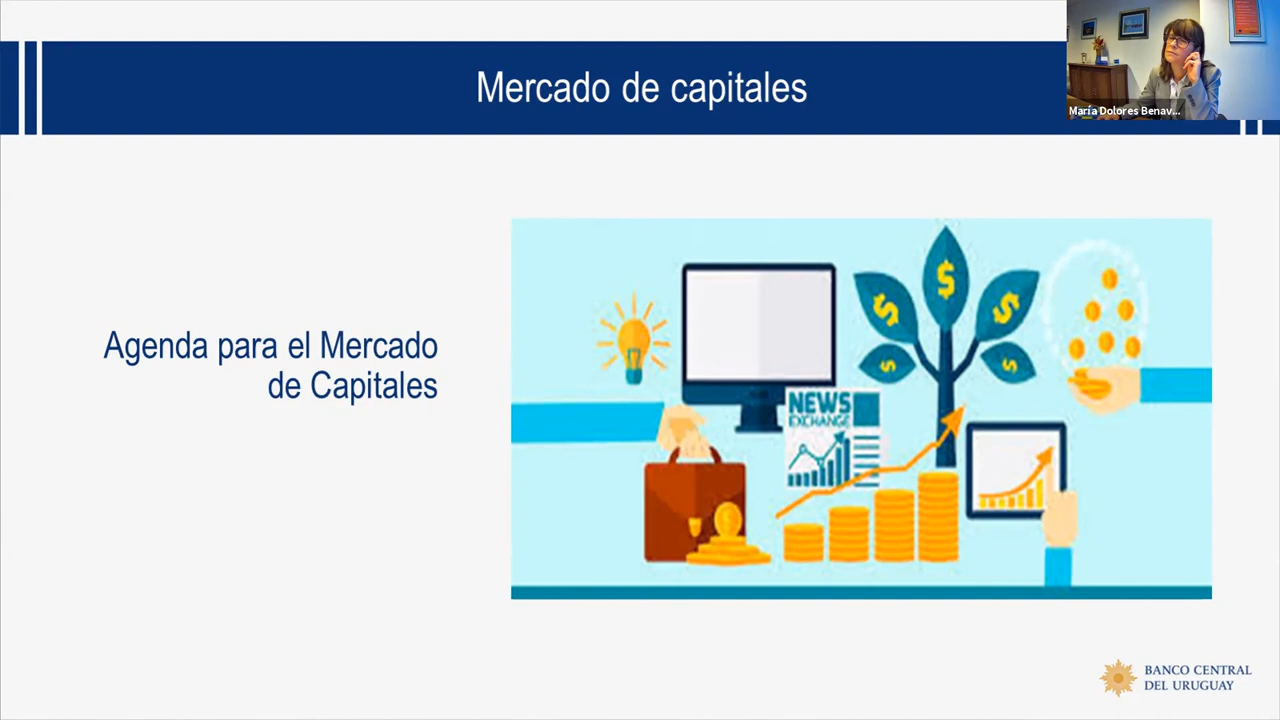 Mercado de capitales
María Dolores Benav...
Agenda para el Mercado
de Capitales
NEWS
EXCHANGE
$
$
$
$
$
BANCO CENTRAL
DEL URUGUAY